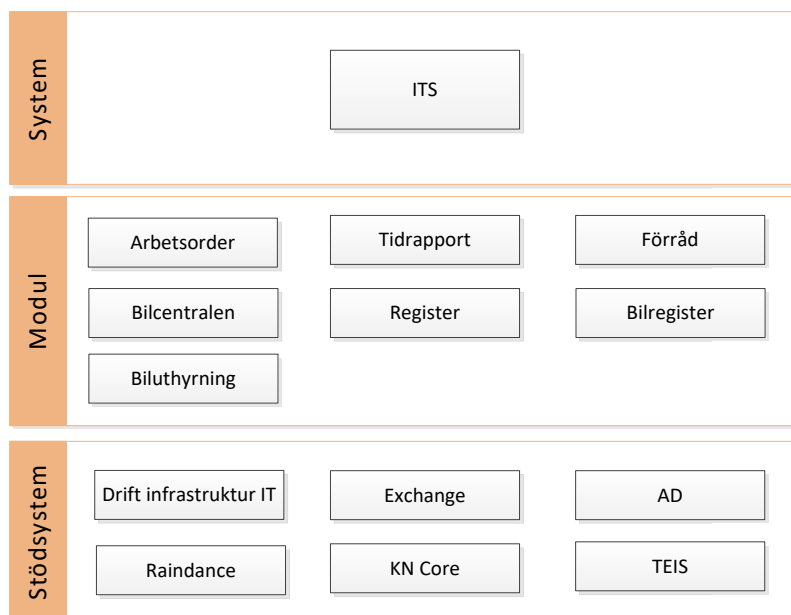 System
ITS
Modul
Arbetsorder
Tidrapport
Förråd
Bilcentralen
Register
Bilregister
Biluthyrning
Stödsystem
Drift infrastruktur IT
Exchange
AD
Raindance
KN Core
TEIS